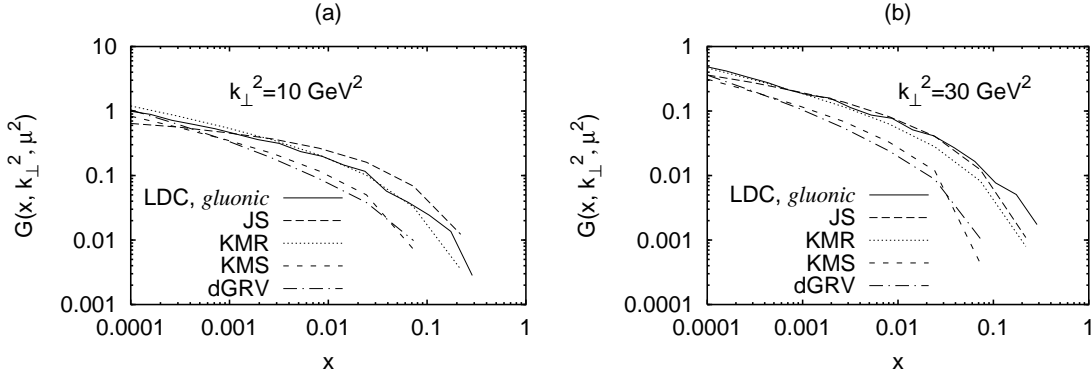 (a)
G(x, k⊥², μ²)
10
1
0.1
0.01
0.001
k⊥²=10 GeV²
LDC, gluonic
JS
KMR
KMS
dGRV
0.0001 0.001 0.01 0.1 1
x
(b)
G(x, k⊥², μ²)
1
0.1
0.01
0.001
0.0001
k⊥²=30 GeV²
LDC, gluonic
JS
KMR
KMS
dGRV
0.0001 0.001 0.01 0.1 1
x